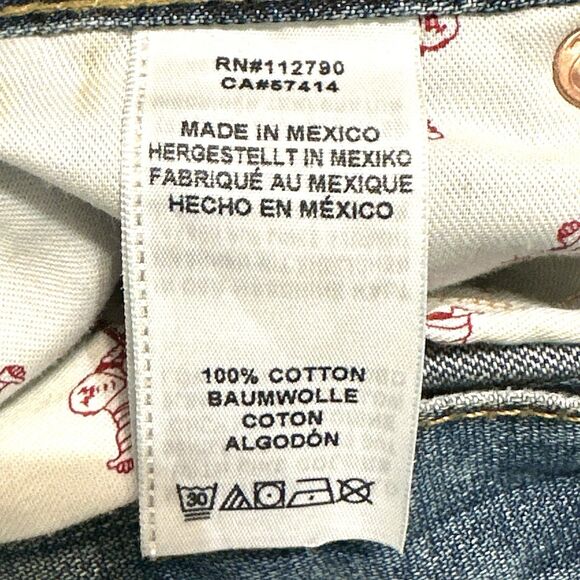 RN#112790
CA#57414
MADE IN MEXICO
HERGESTELLT IN MEXIKO
FABRIQUÉ AU MEXIQUE
HECHO EN MÉXICO
100% COTTON
BAUMWOLLE
COTON
ALGODÓN
30